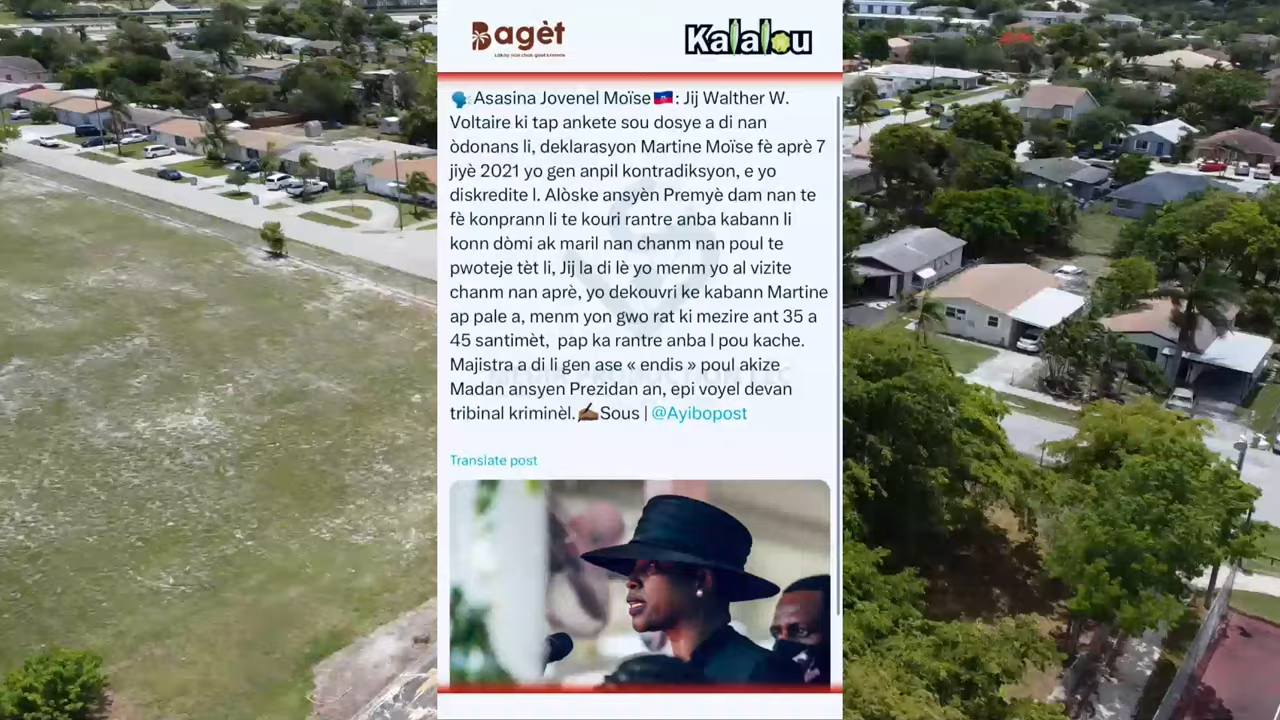 Bagèt
Kalalou
🗣Asasina Jovenel Moïse🇭🇹: Jij Walther W.
Voltaire ki tap ankete sou dosye a di nan
òdonans li, deklarasyon Martine Moïse fè aprè 7
jiyè 2021 yo gen anpil kontradiksyon, e yo
diskredite l. Alòske ansyèn Premyè dam nan te
fè konprann li te kouri rantre anba kabann li
konn dòmi ak maril nan chanm nan poul te
pwoteje tèt li, Jij la di lè yo menm yo al vizite
chanm nan aprè, yo dekouvri ke kabann Martine
ap pale a, menm yon gwo rat ki mezire ant 35 a
45 santimèt, pap ka rantre anba l pou kache.
Majistra a di li gen ase « endis » poul akize
Madan ansyen Prezidan an, epi voyel devan
tribinal kriminèl.✍🏾Sous | @Ayibopost
Translate post